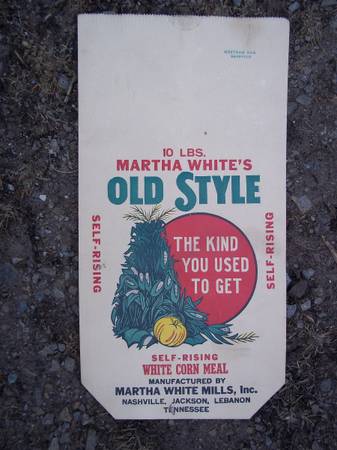 10 LBS.
MARTHA WHITE'S
OLD STYLE
THE KIND
YOU USED
TO GET
SELF-RISING
SELF-RISING
SELF-RISING
WHITE CORN MEAL
MANUFACTURED BY
MARTHA WHITE MILLS, Inc.
NASHVILLE, JACKSON, LEBANON
TENNESSEE